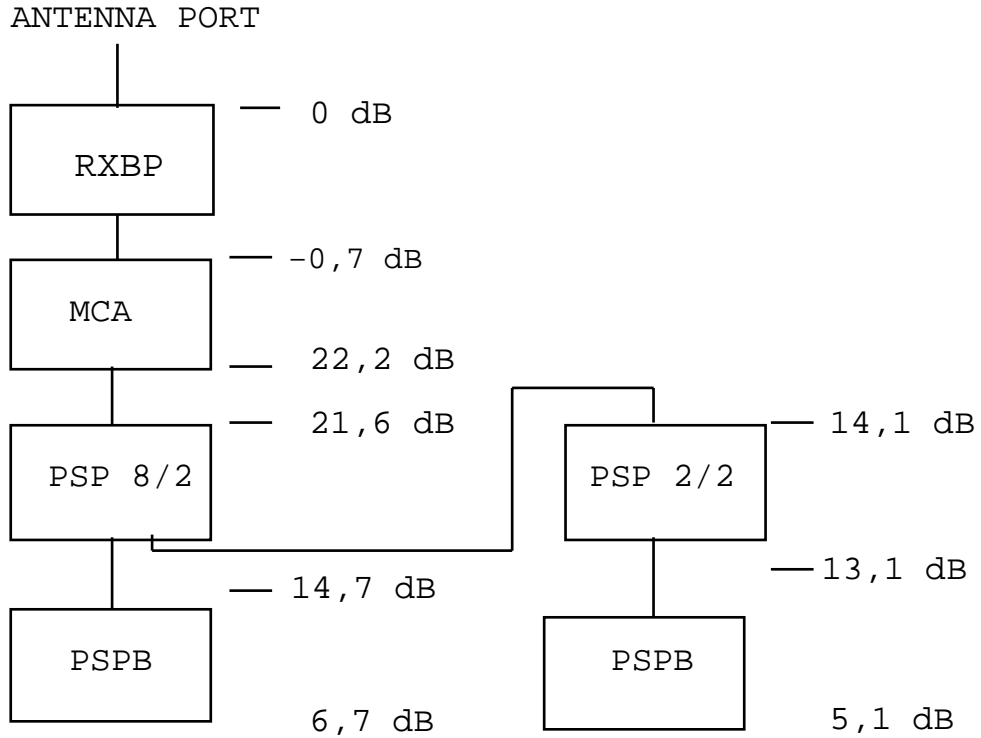 ANTENNA PORT
0 dB
RXBP
-0,7 dB
MCA
22,2 dB
21,6 dB
14,1 dB
PSP 8/2
PSP 2/2
13,1 dB
14,7 dB
PSPB
PSPB
6,7 dB
5,1 dB